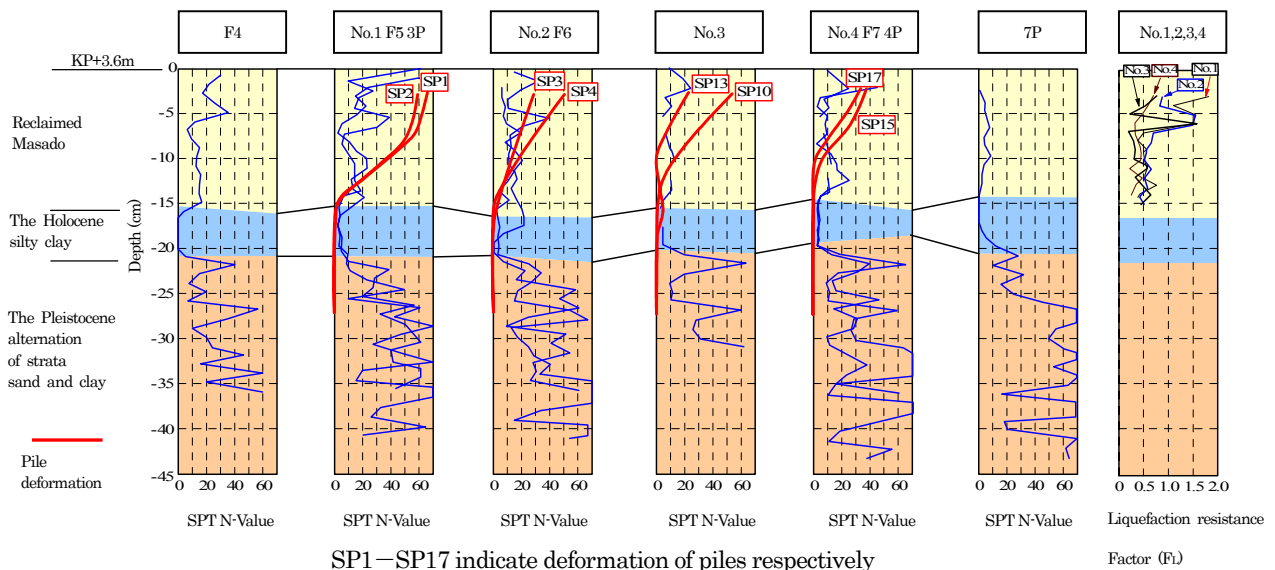 F4
No.1 F5 3P
No.2 F6
No.3
No.4 F7 4P
7P
No.1,2,3,4
KP+3.6m
0
-5
-10
-15
-20
-25
-30
-35
-40
-45
Depth (cm)
Reclaimed
Masado
The Holocene
silty clay
The Pleistocene
alternation
of strata
sand and clay
Pile
deformation
SP2
SP1
SP3
SP4
SP13
SP10
SP17
SP15
No.3
No.4
No.1
No.2
0 20 40 60
0 20 40 60
0 20 40 60
0 20 40 60
0 20 40 60
0 20 40 60
0 0.5 1.0 1.5 2.0
SPT N-Value
SPT N-Value
SPT N-Value
SPT N-Value
SPT N-Value
SPT N-Value
Liquefaction resistance
Factor (FL)
SP1－SP17 indicate deformation of piles respectively